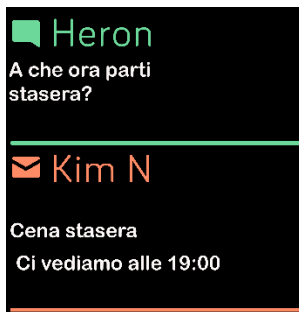 Heron
A che ora parti
stasera?
Kim N
Cena stasera
Ci vediamo alle 19:00